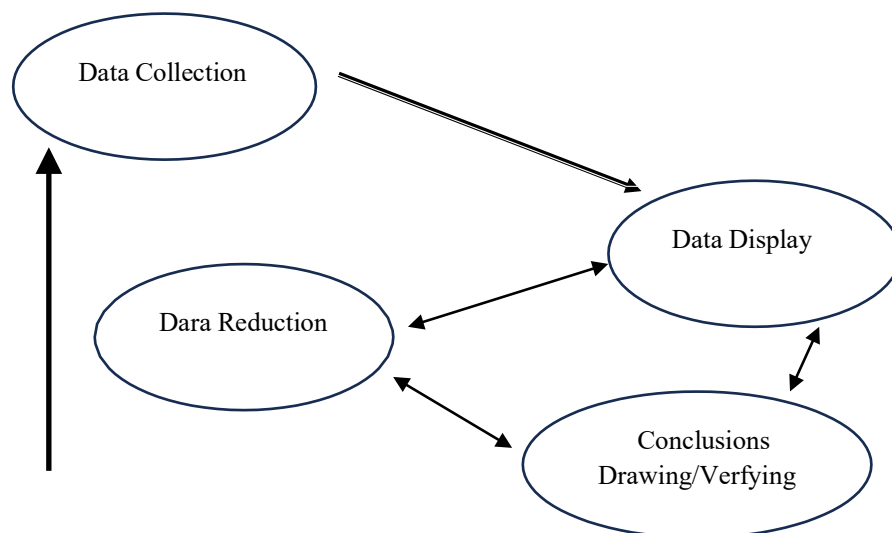 Data Collection
Data Display
Dara Reduction
Conclusions
Drawing/Verfying